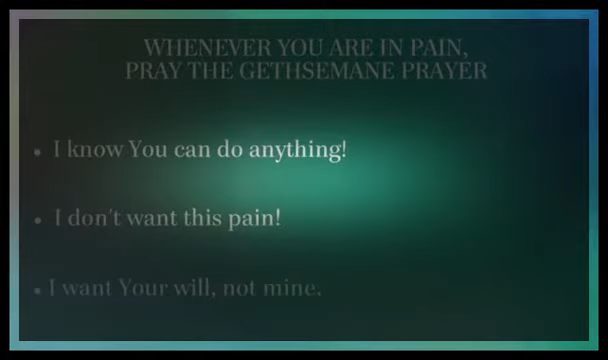 WHENEVER YOU ARE IN PAIN,
PRAY THE GETHSEMANE PRAYER
• I know You can do anything!
• I don't want this pain!
• I want Your will, not mine.